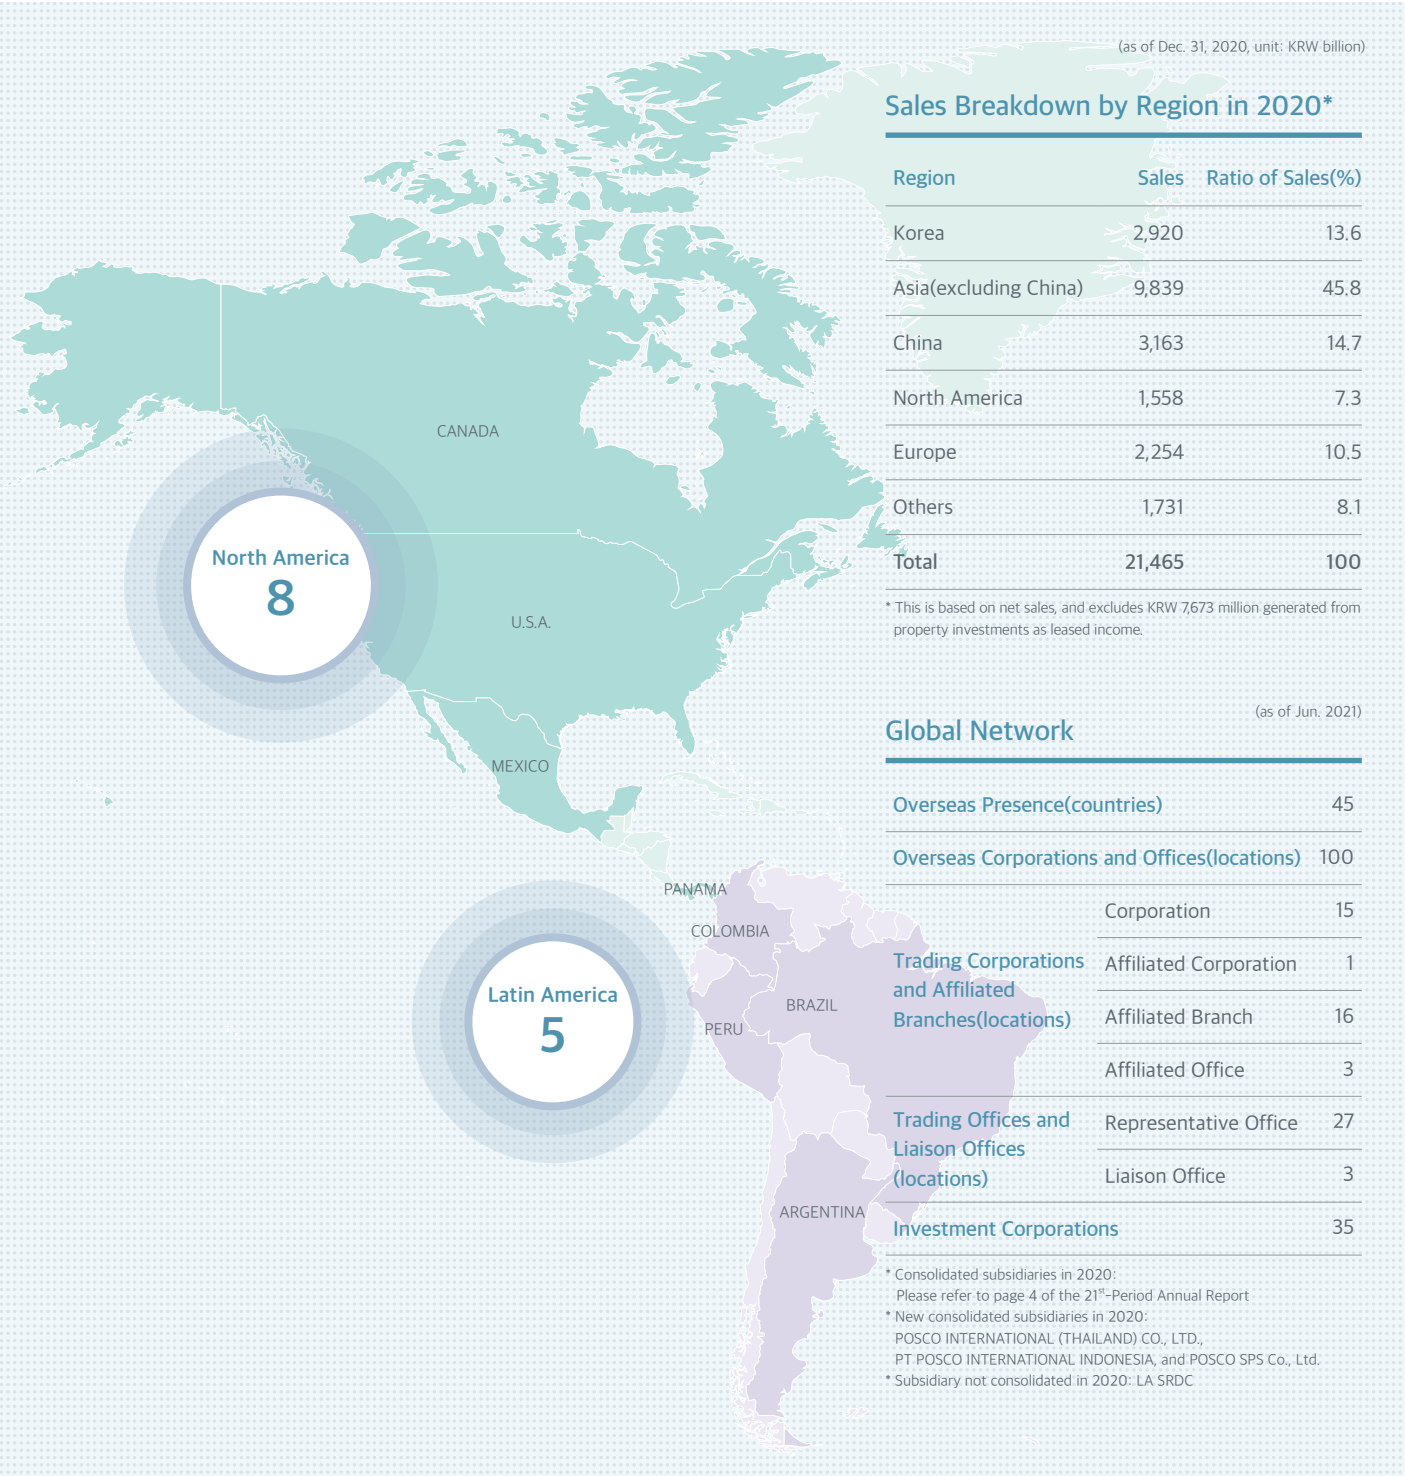 (as of Dec. 31, 2020, unit: KRW billion)
Sales Breakdown by Region in 2020*
Region Sales Ratio of Sales(%)
Korea 2,920 13.6
Asia(excluding China) 9,839 45.8
China 3,163 14.7
North America 1,558 7.3
Europe 2,254 10.5
Others 1,731 8.1
Total 21,465 100
* This is based on net sales, and excludes KRW 7,673 million generated from
property investments as leased income.
CANADA
North America
8
U.S.A.
MEXICO
PANAMA
COLOMBIA
Latin America
5
BRAZIL
PERU
ARGENTINA
(as of Jun. 2021)
Global Network
Overseas Presence(countries) 45
Overseas Corporations and Offices(locations) 100
Trading Corporations
and Affiliated
Branches(locations)
Corporation 15
Affiliated Corporation 1
Affiliated Branch 16
Affiliated Office 3
Trading Offices and
Liaison Offices
(locations)
Representative Office 27
Liaison Office 3
Investment Corporations 35
* Consolidated subsidiaries in 2020:
Please refer to page 4 of the 21st-Period Annual Report
* New consolidated subsidiaries in 2020:
POSCO INTERNATIONAL (THAILAND) CO., LTD.,
PT POSCO INTERNATIONAL INDONESIA, and POSCO SPS Co., Ltd.
* Subsidiary not consolidated in 2020: LA SRDC